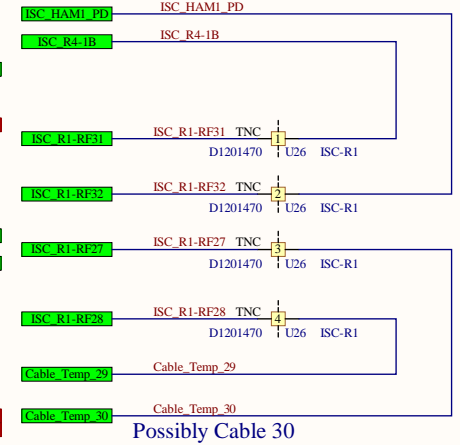 ISC_HAM1_PD ISC_HAM1_PD
ISC_R4-1B ISC_R4-1B
ISC_R1-RF31 ISC_R1-RF31 TNC 1
D1201470 U26 ISC-R1
ISC_R1-RF32 ISC_R1-RF32 TNC 2
D1201470 U26 ISC-R1
ISC_R1-RF27 ISC_R1-RF27 TNC 3
D1201470 U26 ISC-R1
ISC_R1-RF28 ISC_R1-RF28 TNC 4
D1201470 U26 ISC-R1
Cable_Temp_29 Cable_Temp_29
Cable_Temp_30 Cable_Temp_30
Possibly Cable 30